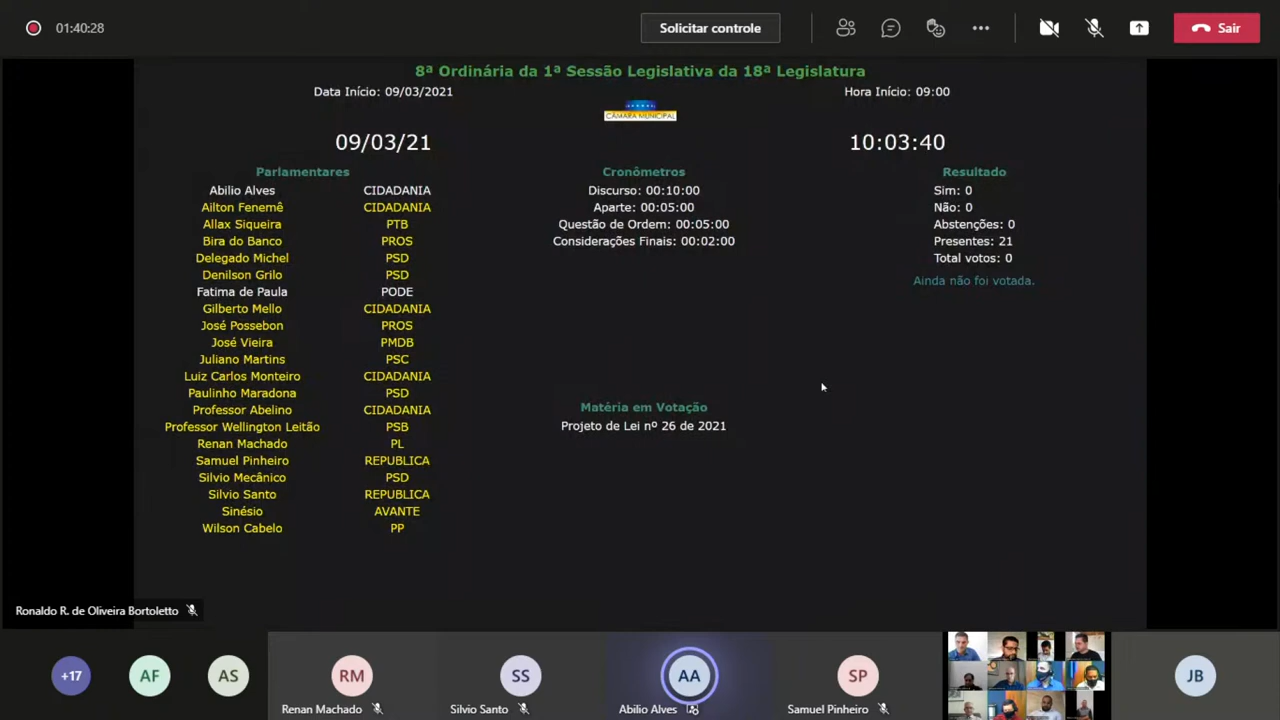 01:40:28
Solicitar controle
Sair
8ª Ordinária da 1ª Sessão Legislativa da 18ª Legislatura
Data Início: 09/03/2021
Hora Início: 09:00
CÂMARA MUNICIPAL
09/03/21
10:03:40
Parlamentares
Cronômetros
Resultado
Abilio Alves CIDADANIA
Discurso: 00:10:00
Sim: 0
Ailton Fenemê CIDADANIA
Aparte: 00:05:00
Não: 0
Allax Siqueira PTB
Questão de Ordem: 00:05:00
Abstenções: 0
Bira do Banco PROS
Considerações Finais: 00:02:00
Presentes: 21
Delegado Michel PSD
Total votos: 0
Denilson Grilo PSD
Ainda não foi votada.
Fatima de Paula PODE
Gilberto Mello CIDADANIA
José Possebon PROS
José Vieira PMDB
Juliano Martins PSC
Luiz Carlos Monteiro CIDADANIA
Paulinho Maradona PSD
Matéria em Votação
Professor Abelino CIDADANIA
Projeto de Lei nº 26 de 2021
Professor Wellington Leitão PSB
Renan Machado PL
Samuel Pinheiro REPUBLICA
Silvio Mecânico PSD
Silvio Santo REPUBLICA
Sinésio AVANTE
Wilson Cabelo PP
Ronaldo R. de Oliveira Bortoletto
+17
AF
AS
RM
SS
AA
SP
JB
Renan Machado
Silvio Santo
Abilio Alves
Samuel Pinheiro